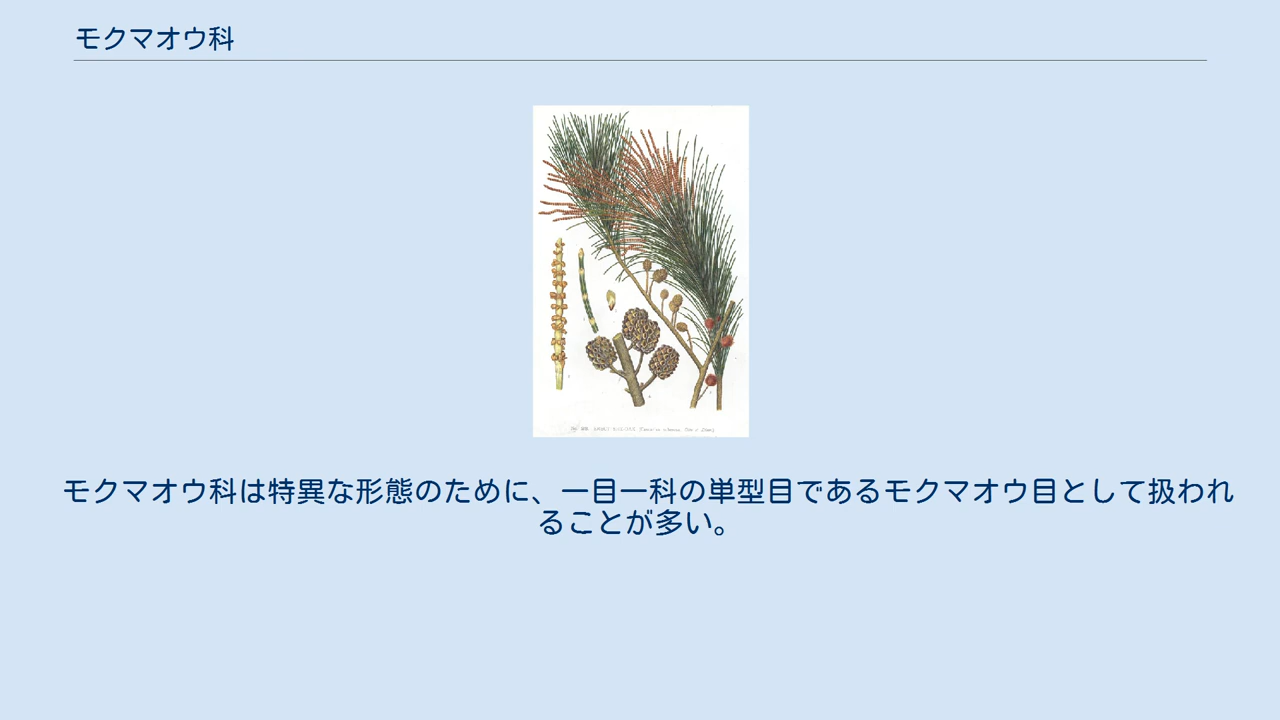 モクマオウ科
モクマオウ科は特異な形態のために、一目一科の単型目であるモクマオウ目として扱われ
ることが多い。